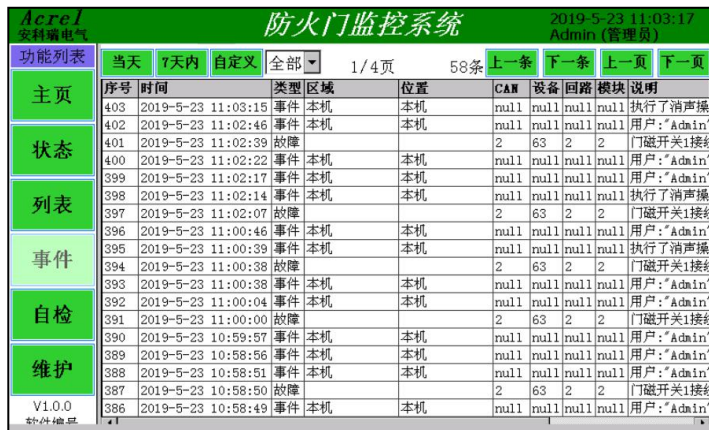 Acrel
安科瑞电气
防火门监控系统
2019-5-23 11:03:17
Admin (管理员)
功能列表
当天 7天内 自定义 全部 1/4页 58条 上一条 下一条 上一页 下一页
主页
状态
列表
事件
自检
维护
V1.0.0
软件编号
序号 时间 类型 区域 位置 CAN 设备 回路 模块 说明
403 2019-5-23 11:03:15 事件 本机 本机 null null null null 执行了消声操
402 2019-5-23 11:02:46 事件 本机 本机 null null null null 用户:"Admin"
401 2019-5-23 11:02:39 故障 2 63 2 2 门磁开关1接线
400 2019-5-23 11:02:22 事件 本机 本机 null null null null 用户:"Admin"
399 2019-5-23 11:02:17 事件 本机 本机 null null null null 用户:"Admin"
398 2019-5-23 11:02:14 事件 本机 本机 null null null null 执行了消声操
397 2019-5-23 11:02:07 故障 2 63 2 2 门磁开关1接线
396 2019-5-23 11:00:46 事件 本机 本机 null null null null 用户:"Admin"
395 2019-5-23 11:00:39 事件 本机 本机 null null null null 执行了消声操
394 2019-5-23 11:00:38 故障 2 63 2 2 门磁开关1接线
393 2019-5-23 11:00:38 事件 本机 本机 null null null null 用户:"Admin"
392 2019-5-23 11:00:04 事件 本机 本机 null null null null 用户:"Admin"
391 2019-5-23 11:00:00 故障 2 63 2 2 门磁开关1接线
390 2019-5-23 10:59:57 事件 本机 本机 null null null null 用户:"Admin"
389 2019-5-23 10:58:56 事件 本机 本机 null null null null 用户:"Admin"
388 2019-5-23 10:58:51 事件 本机 本机 null null null null 用户:"Admin"
387 2019-5-23 10:58:50 故障 2 63 2 2 门磁开关1接线
386 2019-5-23 10:58:49 事件 本机 本机 null null null null 用户:"Admin"